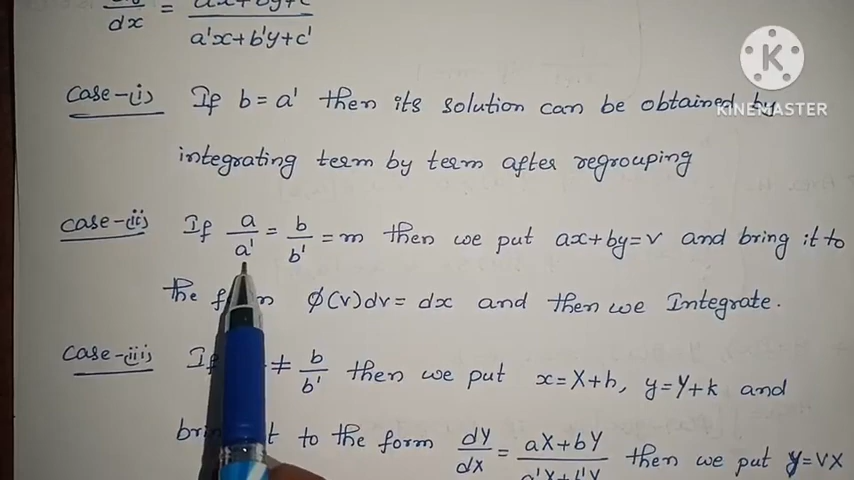 dx = a'x+b'y+c'
K
KINEMASTER
Case-(i) If b = a' then its solution can be obtained by
integrating term by term after regrouping
Case-(ii) If a/a' = b/b' = m then we put ax+by=v and bring it to
the ϕ(v)dv = dx and then we Integrate.
Case-(iii) If ≠ b/b' then we put x=X+h, y=Y+k and
to the form dY/dX = aX+bY/a'X+b'Y then we put y=VX